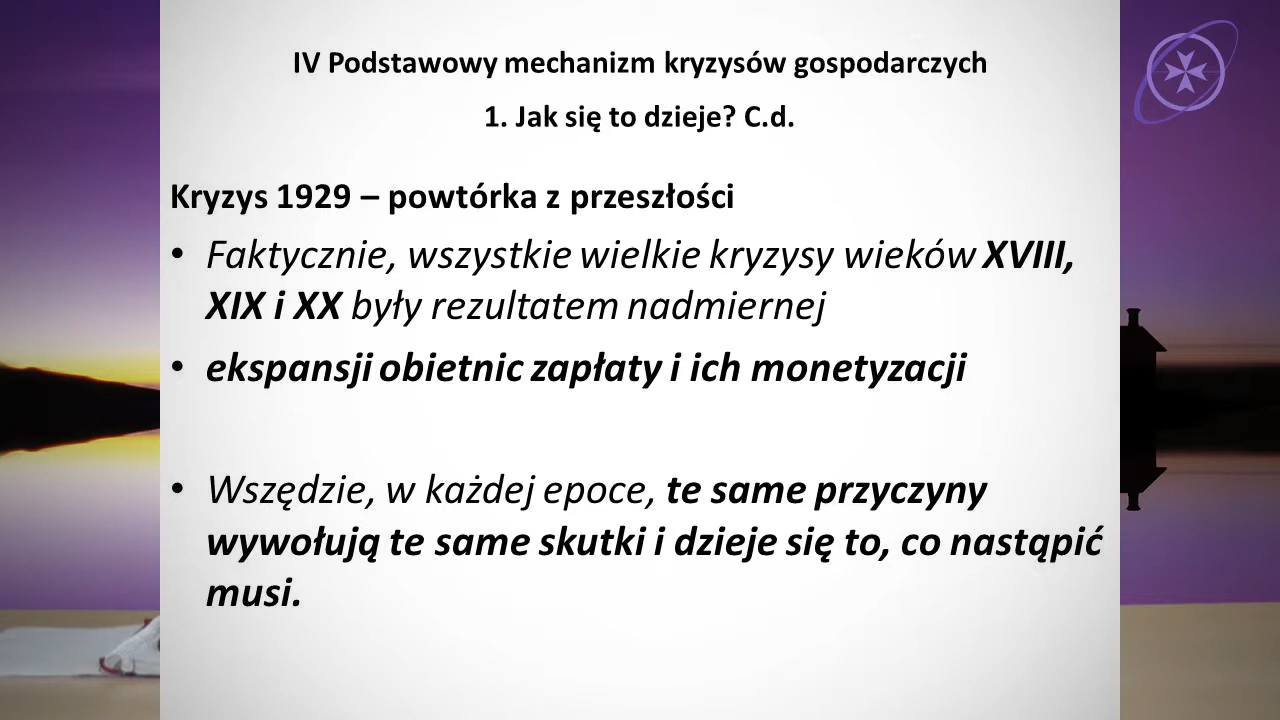 IV Podstawowy mechanizm kryzysów gospodarczych
1. Jak się to dzieje? C.d.
Kryzys 1929 – powtórka z przeszłości
• Faktycznie, wszystkie wielkie kryzysy wieków XVIII,
XIX i XX były rezultatem nadmiernej
• ekspansji obietnic zapłaty i ich monetyzacji
• Wszędzie, w każdej epoce, te same przyczyny
wywołują te same skutki i dzieje się to, co nastąpić
musi.